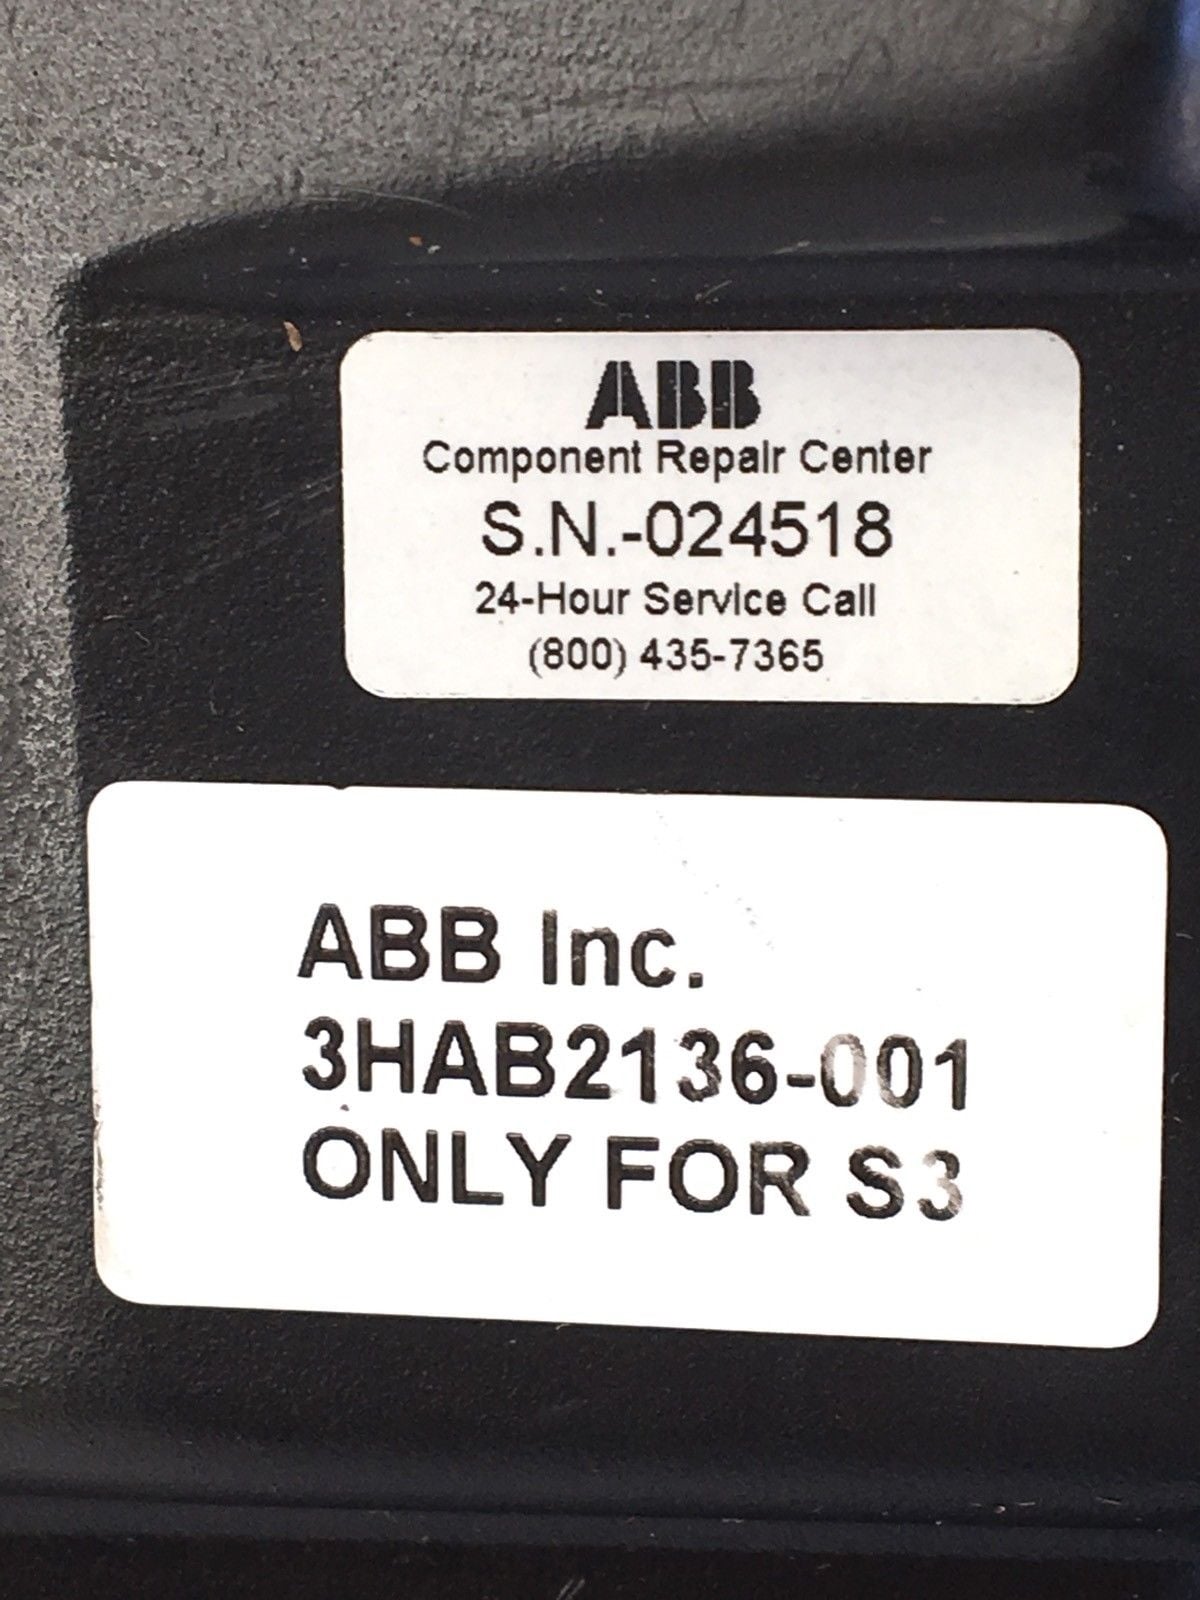 ABB
Component Repair Center
S.N.-024518
24-Hour Service Call
(800) 435-7365
ABB Inc.
3HAB2136-001
ONLY FOR S3